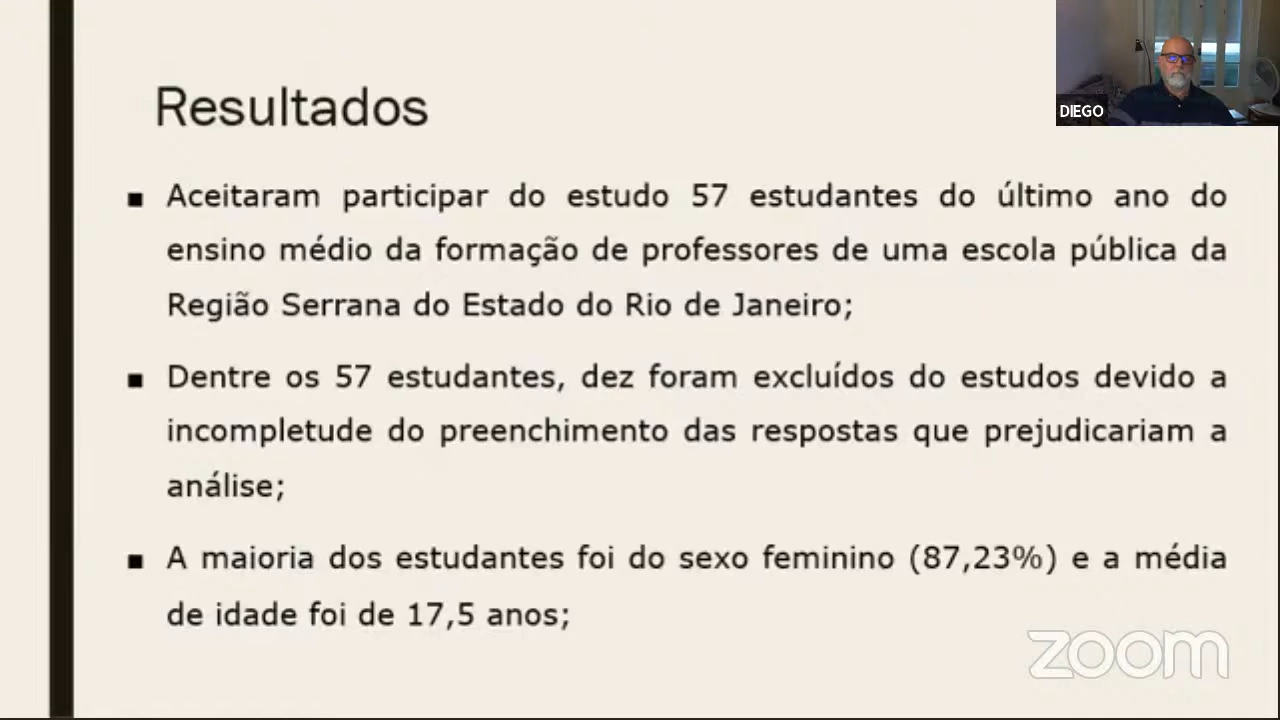 DIEGO
Resultados
▪ Aceitaram participar do estudo 57 estudantes do último ano do
ensino médio da formação de professores de uma escola pública da
Região Serrana do Estado do Rio de Janeiro;
▪ Dentre os 57 estudantes, dez foram excluídos do estudos devido a
incompletude do preenchimento das respostas que prejudicariam a
análise;
▪ A maioria dos estudantes foi do sexo feminino (87,23%) e a média
de idade foi de 17,5 anos;
zoom